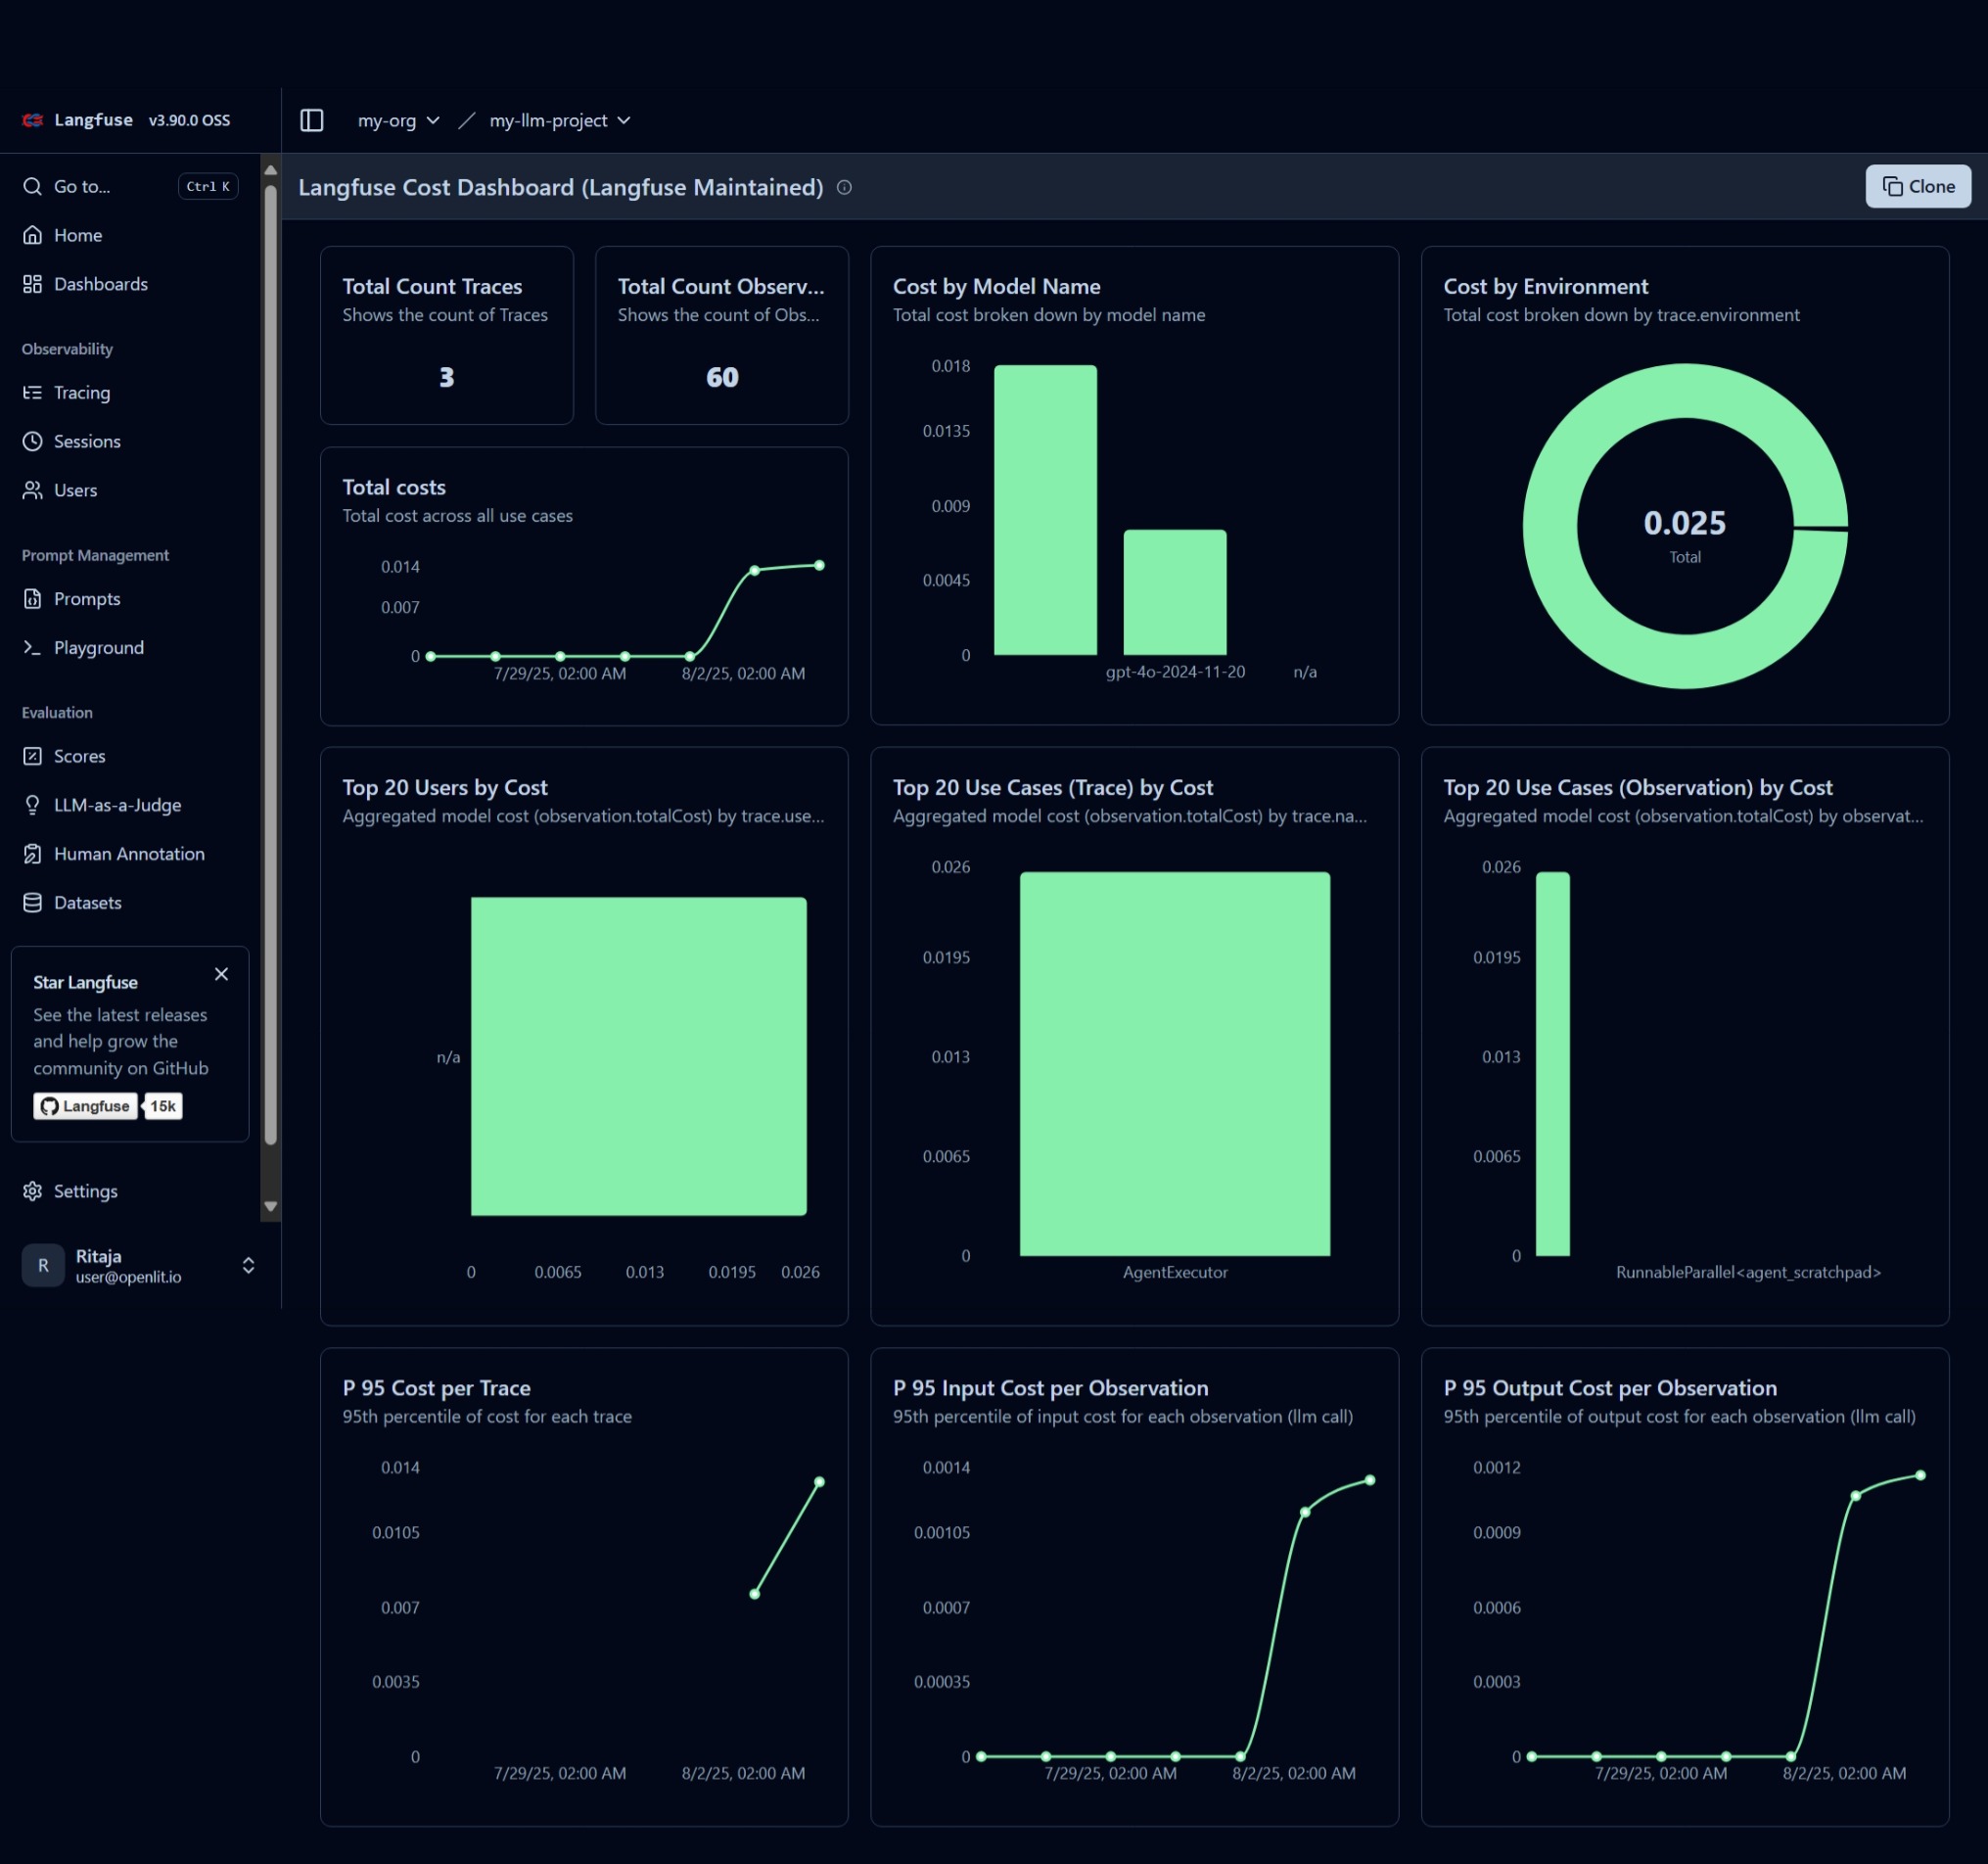 Langfuse v3.90.0 OSS
my-org
my-llm-project
Go to...
Ctrl K
Home
Dashboards
Observability
Tracing
Sessions
Users
Prompt Management
Prompts
Playground
Evaluation
Scores
LLM-as-a-Judge
Human Annotation
Datasets
Star Langfuse
See the latest releases
and help grow the
community on GitHub
Langfuse
15k
Settings
R
Ritaja
user@openlit.io
Langfuse Cost Dashboard (Langfuse Maintained)
Clone
Total Count Traces
Shows the count of Traces
3
Total Count Observ...
Shows the count of Obs...
60
Total costs
Total cost across all use cases
0.014
0.007
0
7/29/25, 02:00 AM
8/2/25, 02:00 AM
Cost by Model Name
Total cost broken down by model name
0.018
0.0135
0.009
0.0045
0
gpt-4o-2024-11-20
n/a
Cost by Environment
Total cost broken down by trace.environment
0.025
Total
Top 20 Users by Cost
Aggregated model cost (observation.totalCost) by trace.use...
n/a
0
0.0065
0.013
0.0195
0.026
Top 20 Use Cases (Trace) by Cost
Aggregated model cost (observation.totalCost) by trace.na...
0.026
0.0195
0.013
0.0065
0
AgentExecutor
Top 20 Use Cases (Observation) by Cost
Aggregated model cost (observation.totalCost) by observat...
0.026
0.0195
0.013
0.0065
0
RunnableParallel<agent_scratchpad>
P 95 Cost per Trace
95th percentile of cost for each trace
0.014
0.0105
0.007
0.0035
0
7/29/25, 02:00 AM
8/2/25, 02:00 AM
P 95 Input Cost per Observation
95th percentile of input cost for each observation (llm call)
0.0014
0.00105
0.0007
0.00035
0
7/29/25, 02:00 AM
8/2/25, 02:00 AM
P 95 Output Cost per Observation
95th percentile of output cost for each observation (llm call)
0.0012
0.0009
0.0006
0.0003
0
7/29/25, 02:00 AM
8/2/25, 02:00 AM